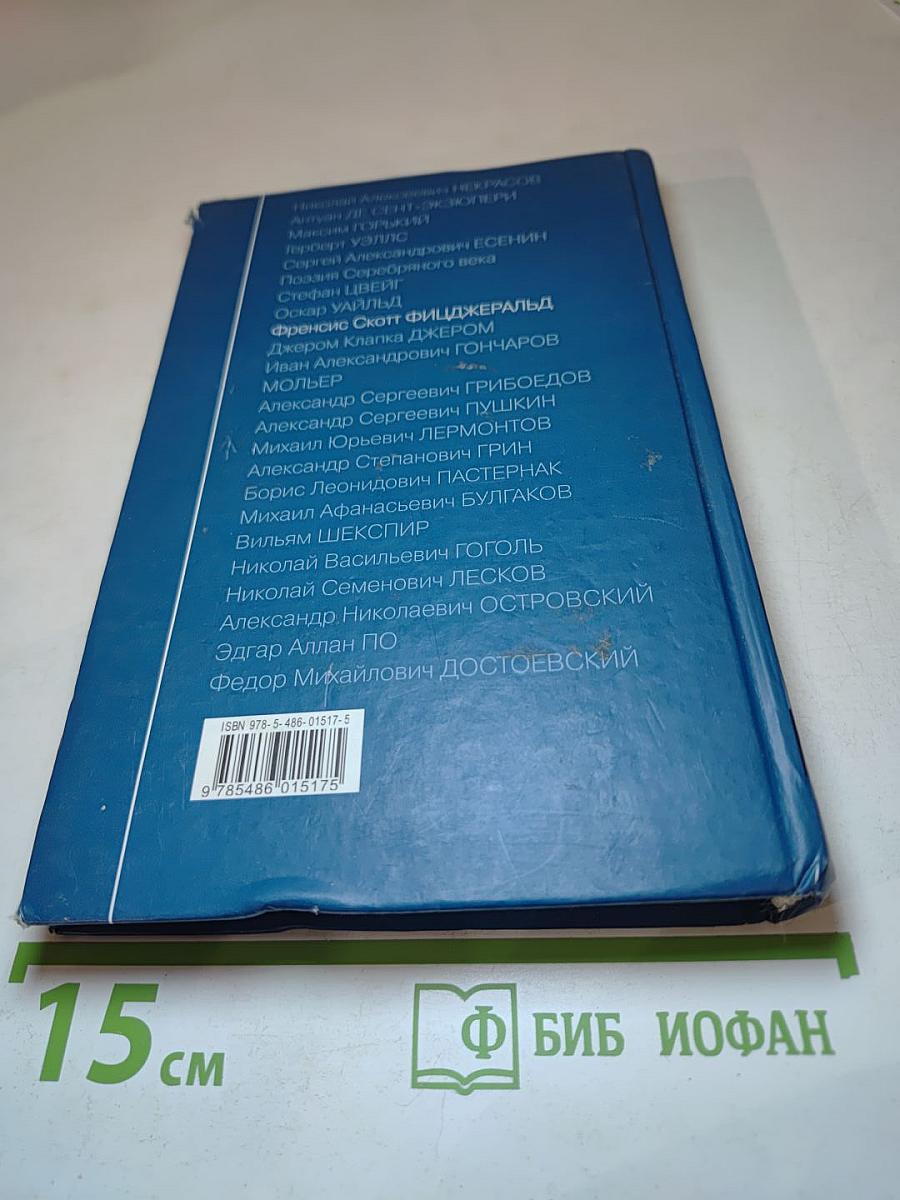 Николай Алексеевич НЕКРАСОВ
Антуан ДЕ СЕНТ-ЭКЗЮПЕРИ
Максим ГОРЬКИЙ
Герберт УЭЛЛС
Сергей Александрович ЕСЕНИН
Поэзия Серебряного века
Стефан ЦВЕЙГ
Оскар УАЙЛЬД
Френсис Скотт ФИЦДЖЕРАЛЬД
Джером Клапка ДЖЕРОМ
Иван Александрович ГОНЧАРОВ
МОЛЬЕР
Александр Сергеевич ГРИБОЕДОВ
Александр Сергеевич ПУШКИН
Михаил Юрьевич ЛЕРМОНТОВ
Александр Степанович ГРИН
Борис Леонидович ПАСТЕРНАК
Михаил Афанасьевич БУЛГАКОВ
Вильям ШЕКСПИР
Николай Васильевич ГОГОЛЬ
Николай Семенович ЛЕСКОВ
Александр Николаевич ОСТРОВСКИЙ
Эдгар Аллан ПО
Федор Михайлович ДОСТОЕВСКИЙ
ISBN 978-5-486-01517-5
9 785486 015175
15 см
Ф БИБ ИОФАН